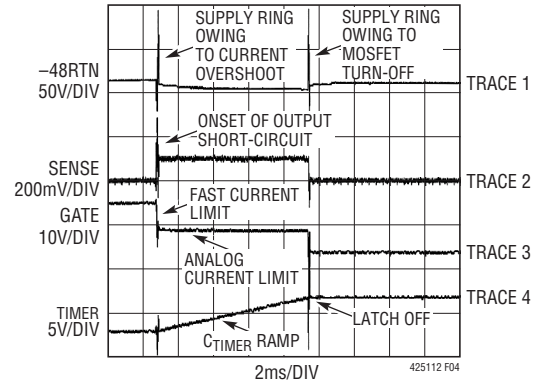 SUPPLY RING
OWING
TO CURRENT
OVERSHOOT
SUPPLY RING
OWING TO
MOSFET
TURN-OFF
–48RTN
50V/DIV
TRACE 1
ONSET OF OUTPUT
SHORT-CIRCUIT
SENSE
200mV/DIV
TRACE 2
GATE
10V/DIV
FAST CURRENT
LIMIT
ANALOG
CURRENT LIMIT
TRACE 3
TRACE 4
TIMER
5V/DIV
LATCH OFF
CTIMER RAMP
2ms/DIV
425112 F04